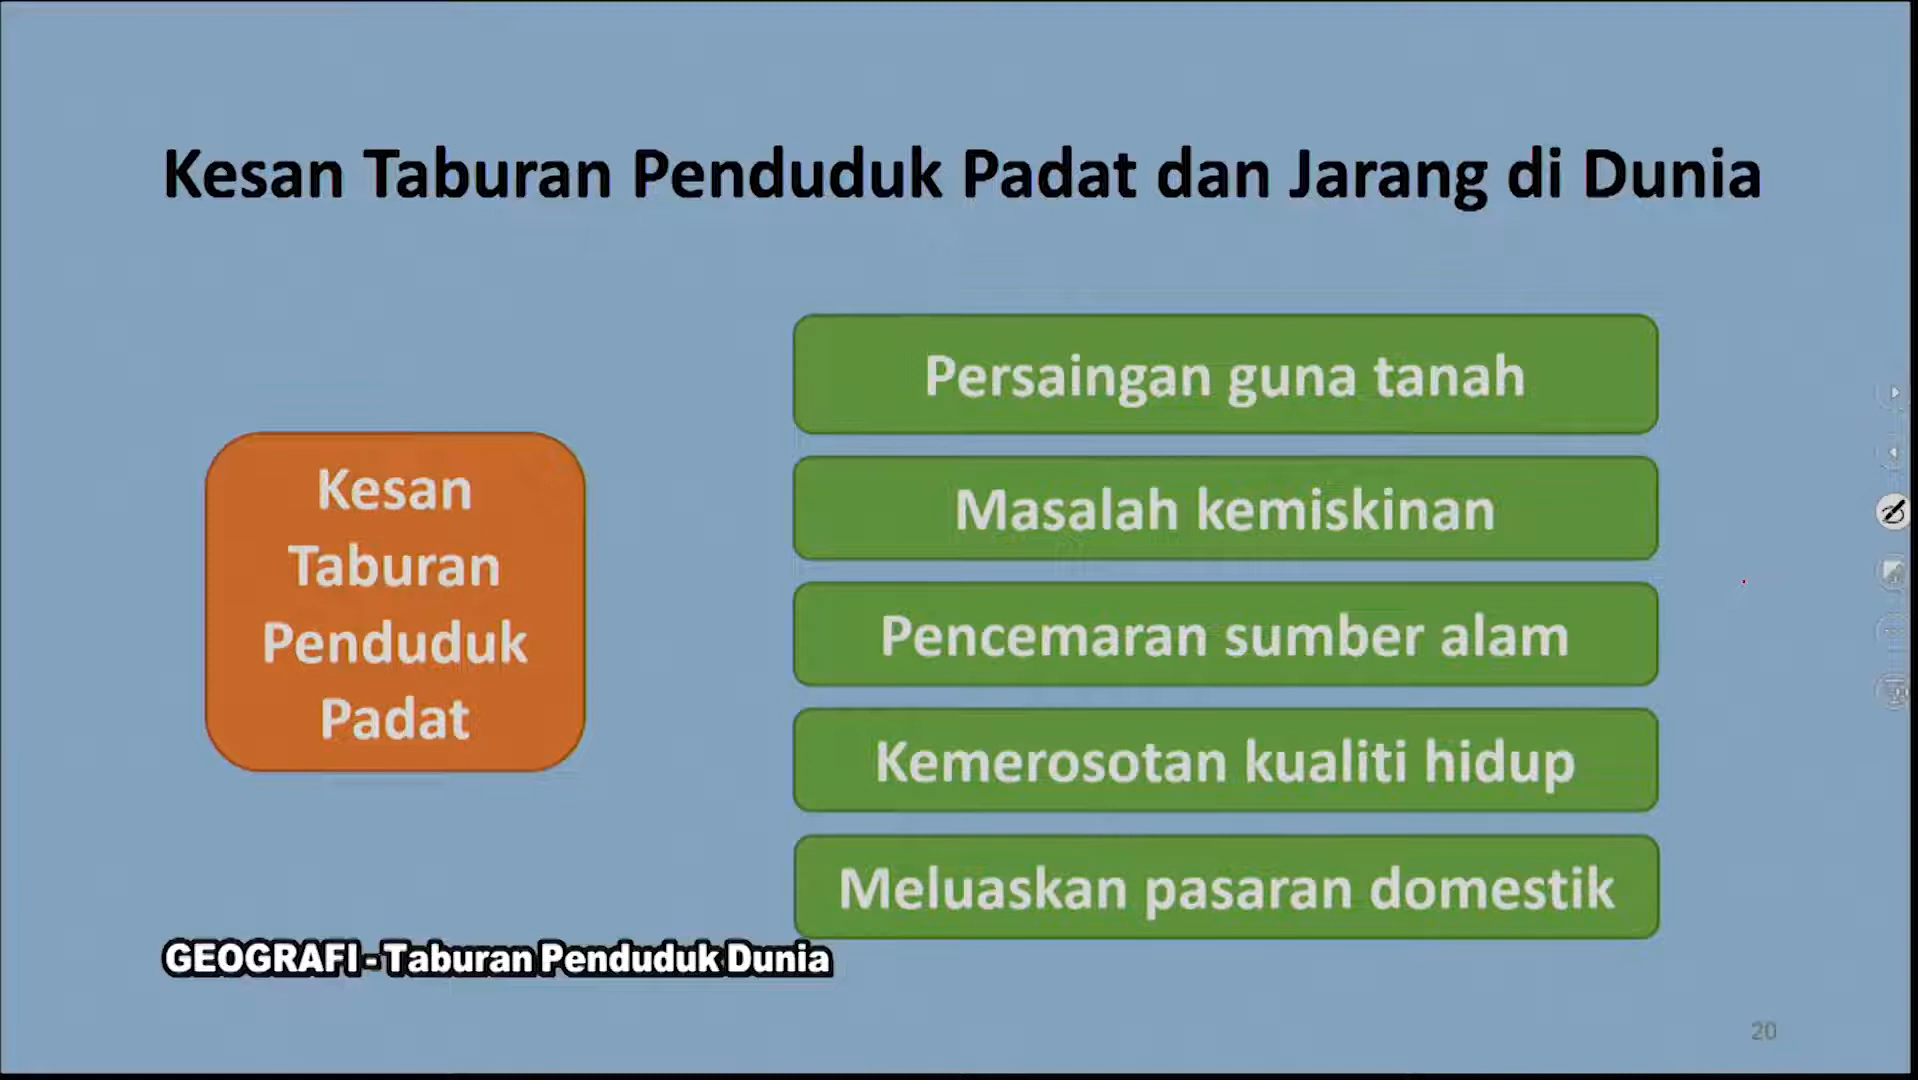 Kesan Taburan Penduduk Padat dan Jarang di Dunia
Kesan
Taburan
Penduduk
Padat
Persaingan guna tanah
Masalah kemiskinan
Pencemaran sumber alam
Kemerosotan kualiti hidup
Meluaskan pasaran domestik
GEOGRAFI - Taburan Penduduk Dunia
20